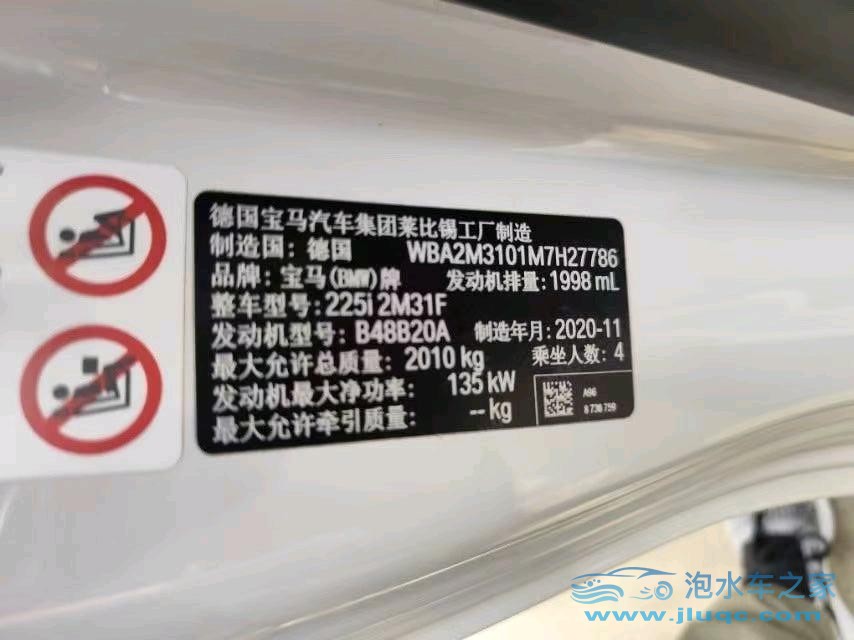 德国宝马汽车集团莱比锡工厂制造
制造国：德国 WBA2M3101M7H27786
品牌：宝马(BMW)牌 发动机排量：1998 mL
整车型号：225i 2M31F
发动机型号：B48B20A 制造年月：2020-11
最大允许总质量：2010 kg 乘坐人数：4
发动机最大净功率：135 kW
最大允许牵引质量：-- kg
A96
8 736 759
泡水车之家
www.jluqc.com